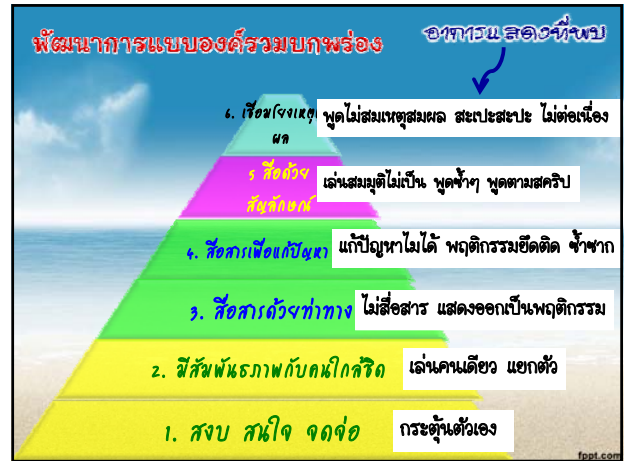 พัฒนาการแบบองค์รวมบกพร่อง
อาการแสดงที่พบ
6. เชื่อมโยงเหตุ
ผล
พูดไม่สมเหตุสมผล สะเปะสะปะ ไม่ต่อเนื่อง
5 สื่อด้วย
สัญลักษณ์
เล่นสมมุติไม่เป็น พูดซ้ำๆ พูดตามสคริป
4. สื่อสารเพื่อแก้ปัญหา
แก้ปัญหาไม่ได้ พฤติกรรมยึดติด ซ้ำซาก
3. สื่อสารด้วยท่าทาง
ไม่สื่อสาร แสดงออกเป็นพฤติกรรม
2. มีสัมพันธภาพกับคนใกล้ชิด
เล่นคนเดียว แยกตัว
1. สงบ สนใจ จดจ่อ
กระตุ้นตัวเอง
fppt.com